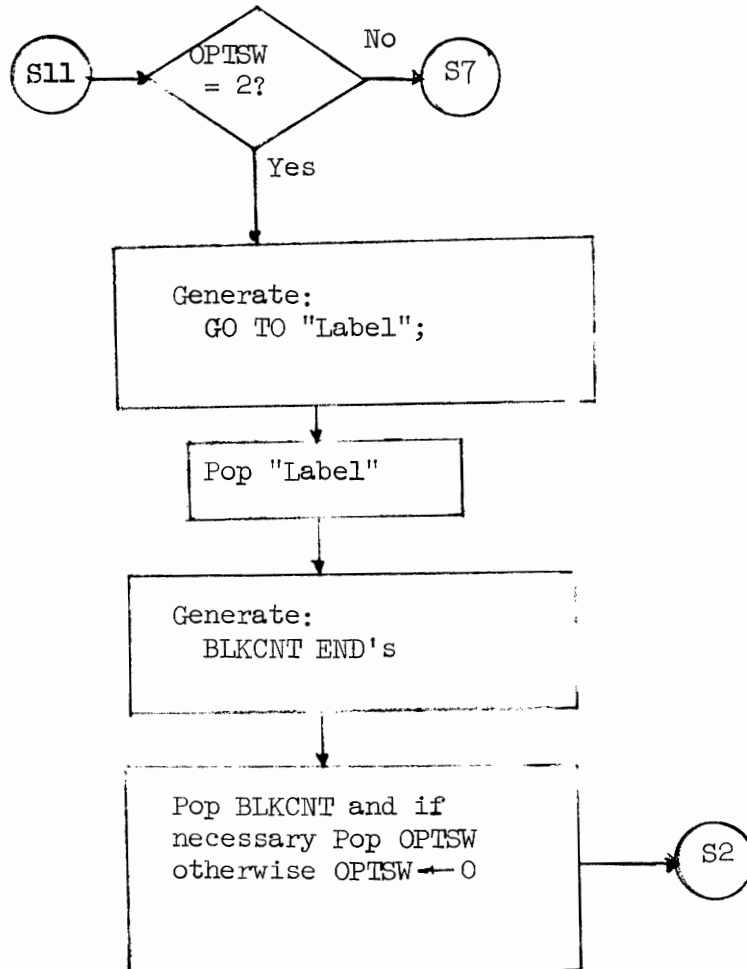 S11
OPTSW
= 2?
No
S7
Yes
Generate:
GO TO "Label";
Pop "Label"
Generate:
BLKCNT END's
Pop BLKCNT and if
necessary Pop OPTSW
otherwise OPTSW ← 0
S2